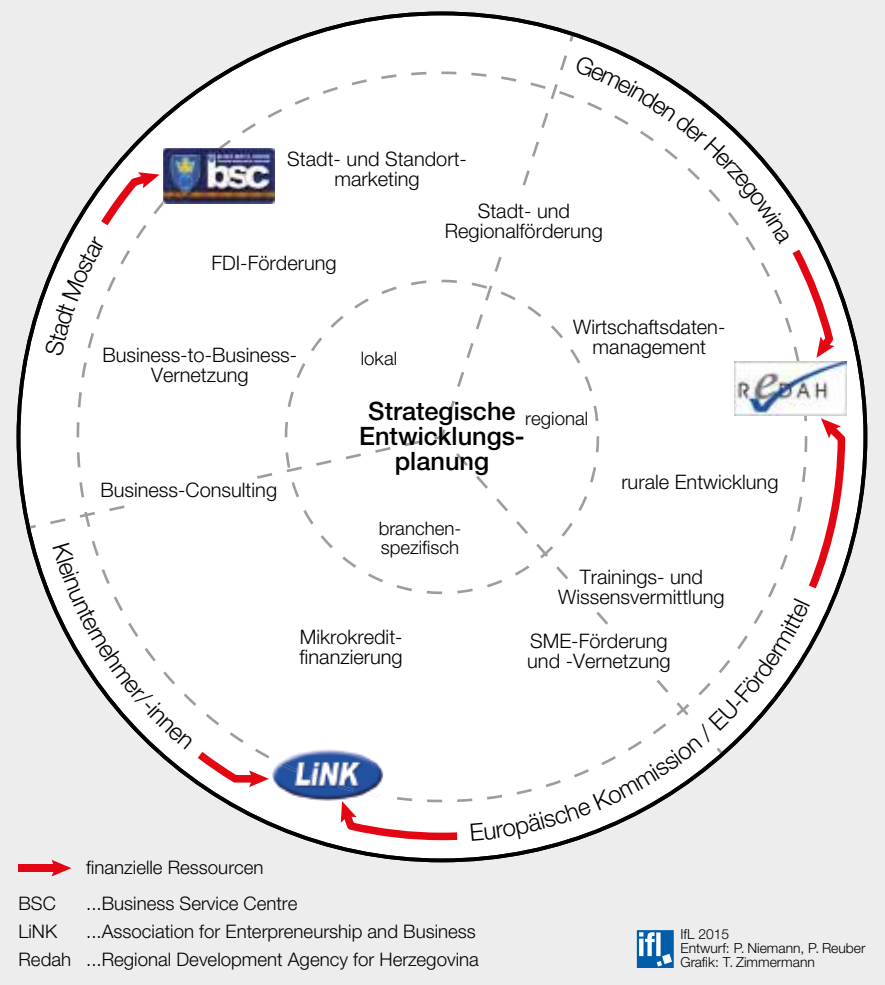 Gemeinden der Herzegowina
bsc
Stadt- und Standort-
marketing
Stadt- und
Regionalförderung
Stadt Mostar
FDI-Förderung
Wirtschaftsdaten-
management
Business-to-Business-
Vernetzung
lokal
REDAH
Strategische
Entwicklungs-
planung
regional
Business-Consulting
rurale Entwicklung
branchen-
spezifisch
Trainings- und
Wissensvermittlung
Kleinunternehmer/-innen
Mikrokredit-
finanzierung
SME-Förderung
und -Vernetzung
LiNK
Europäische Kommission / EU-Fördermittel
finanzielle Ressourcen
BSC ...Business Service Centre
LiNK ...Association for Enterpreneurship and Business
Redah ...Regional Development Agency for Herzegovina
ifl
IfL 2015
Entwurf: P. Niemann, P. Reuber
Grafik: T. Zimmermann